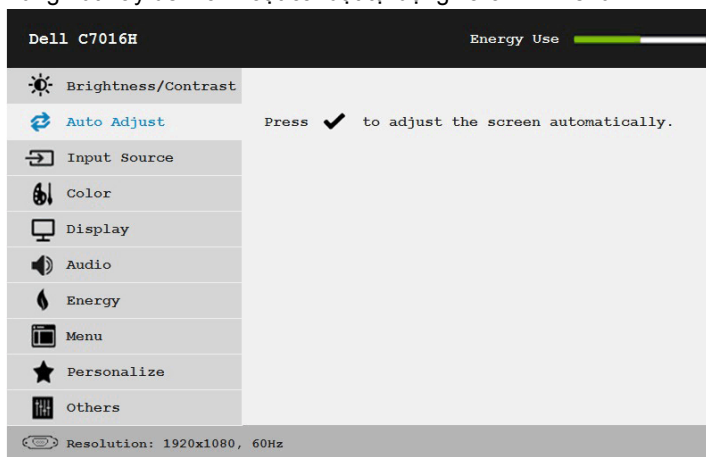 Dell C7016H
Energy Use
Brightness/Contrast
Auto Adjust
Press ✔ to adjust the screen automatically.
Input Source
Color
Display
Audio
Energy
Menu
Personalize
Others
Resolution: 1920x1080, 60Hz